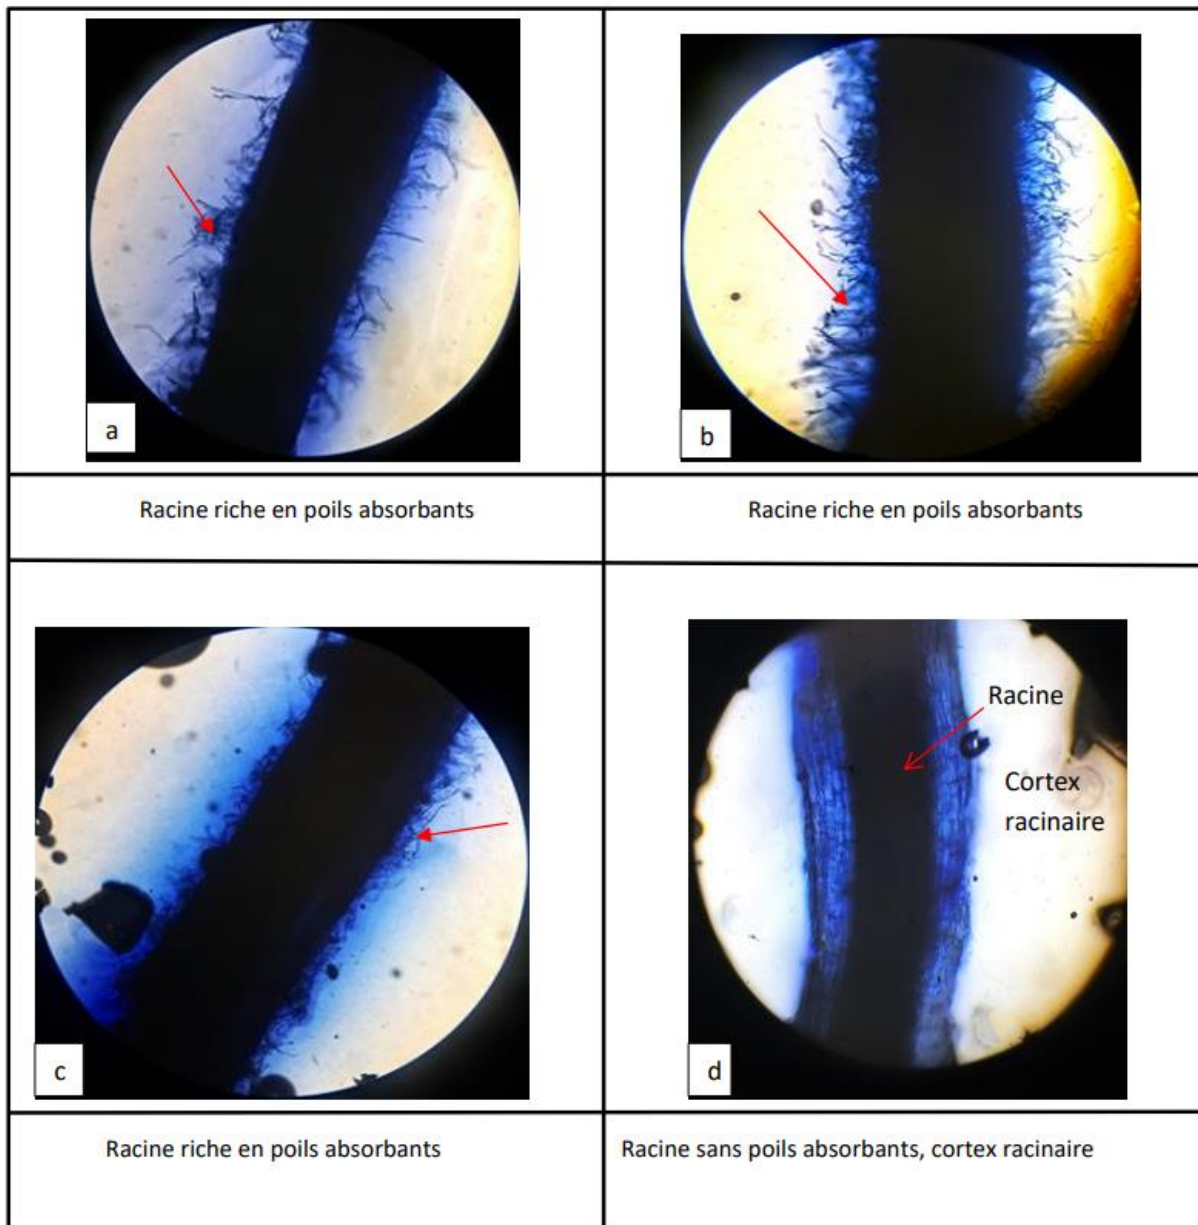 a
b
Racine riche en poils absorbants
Racine riche en poils absorbants
Racine
Cortex
racinaire
c
d
Racine riche en poils absorbants
Racine sans poils absorbants, cortex racinaire